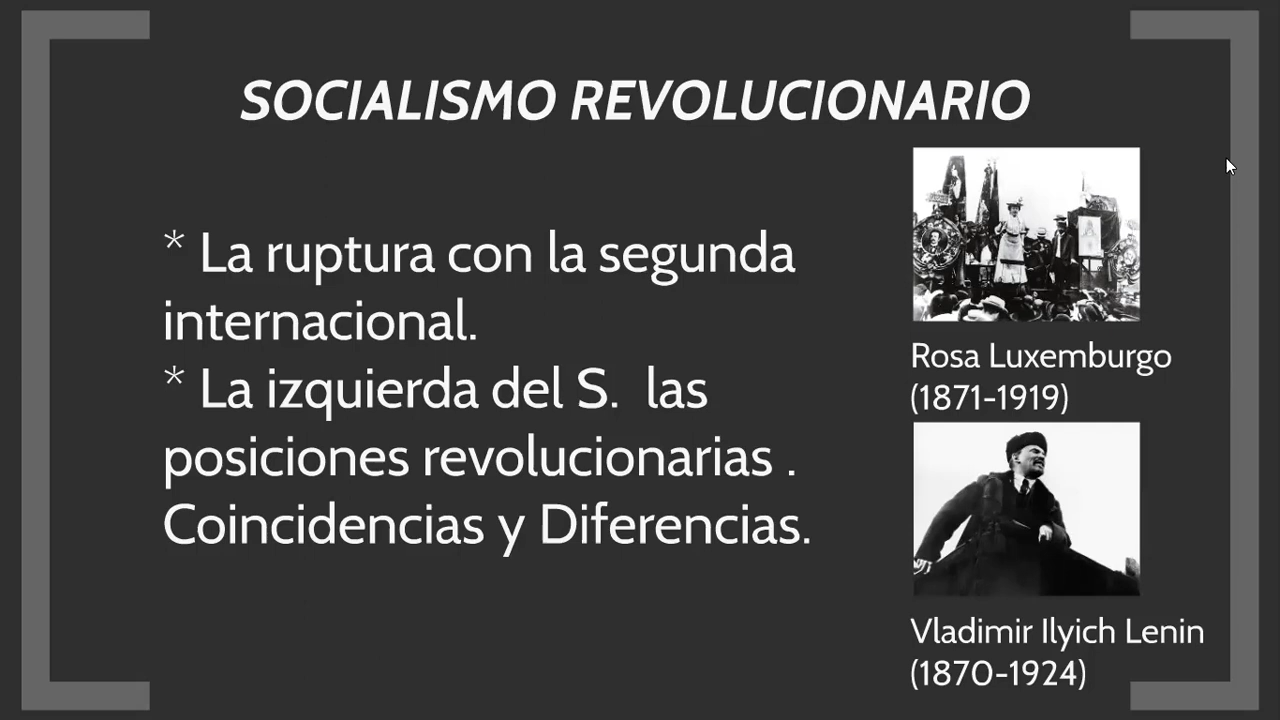 SOCIALISMO REVOLUCIONARIO
* La ruptura con la segunda
internacional.
* La izquierda del S.  las
posiciones revolucionarias .
Coincidencias y Diferencias.
Rosa Luxemburgo
(1871-1919)
Vladimir Ilyich Lenin
(1870-1924)